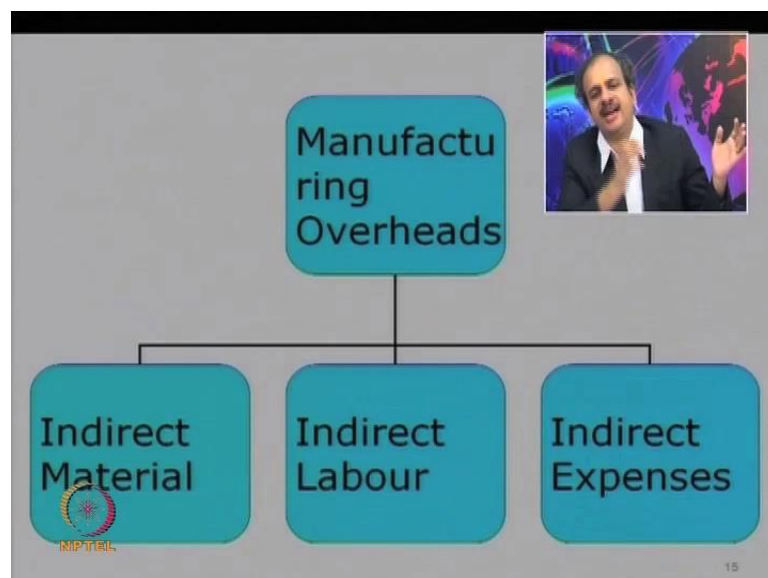 Manufactu
ring
Overheads
Indirect
Material
Indirect
Labour
Indirect
Expenses
NPTEL
15